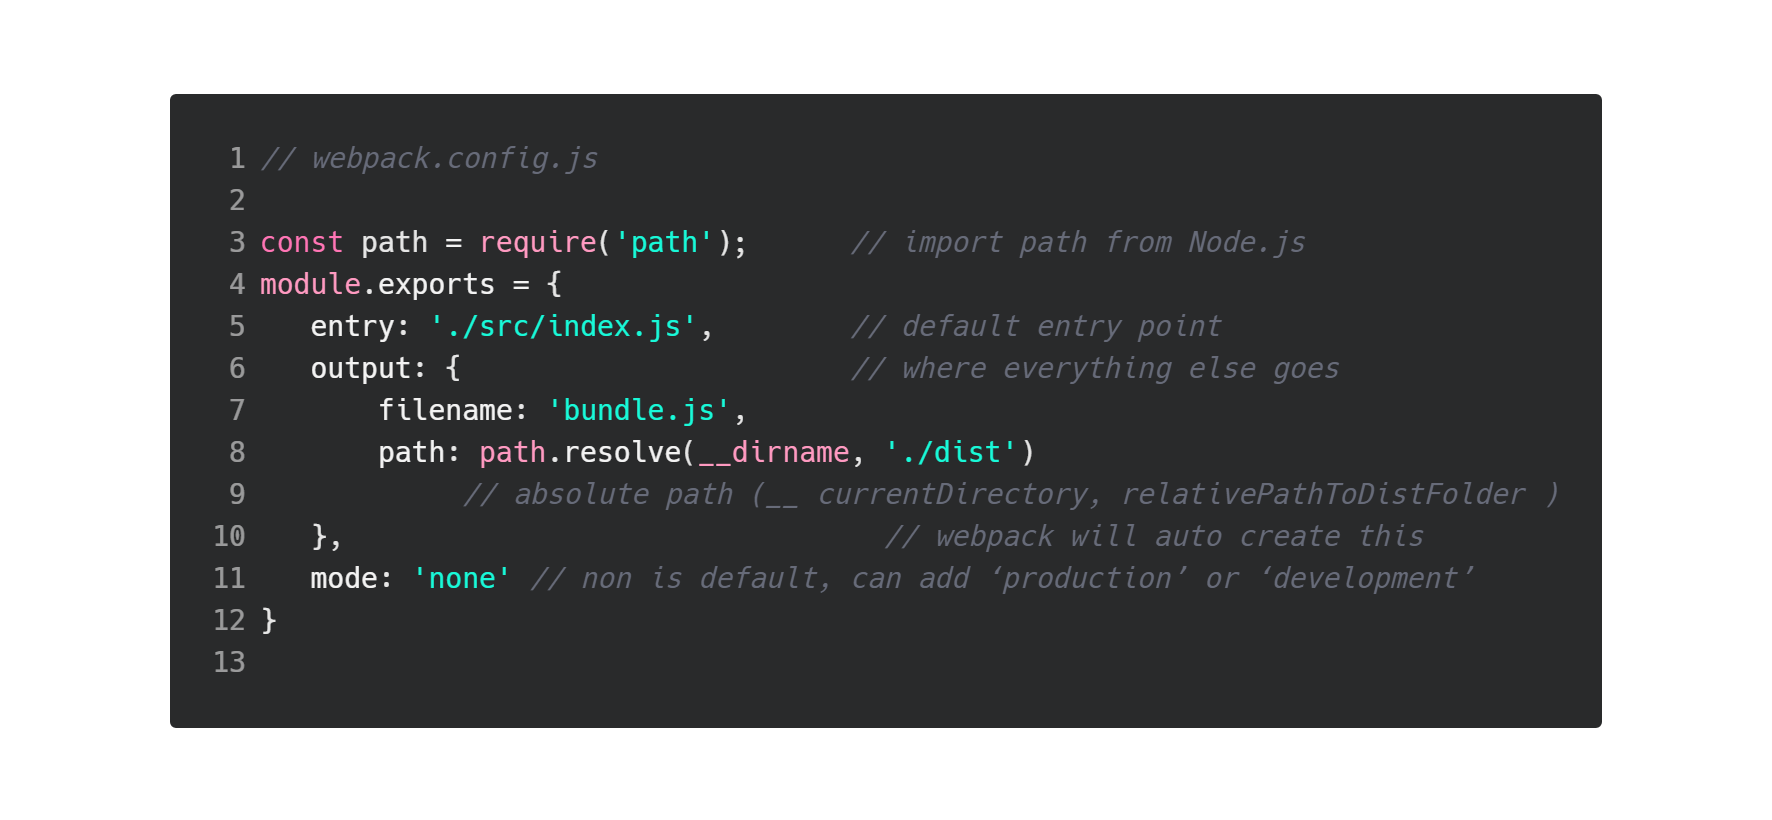 1 // webpack.config.js
2
3 const path = require('path');      // import path from Node.js
4 module.exports = {
5    entry: './src/index.js',        // default entry point
6    output: {                       // where everything else goes
7        filename: 'bundle.js',
8        path: path.resolve(__dirname, './dist')
9             // absolute path (__ currentDirectory, relativePathToDistFolder )
10    },                                // webpack will auto create this
11    mode: 'none' // non is default, can add ‘production’ or ‘development’
12 }
13